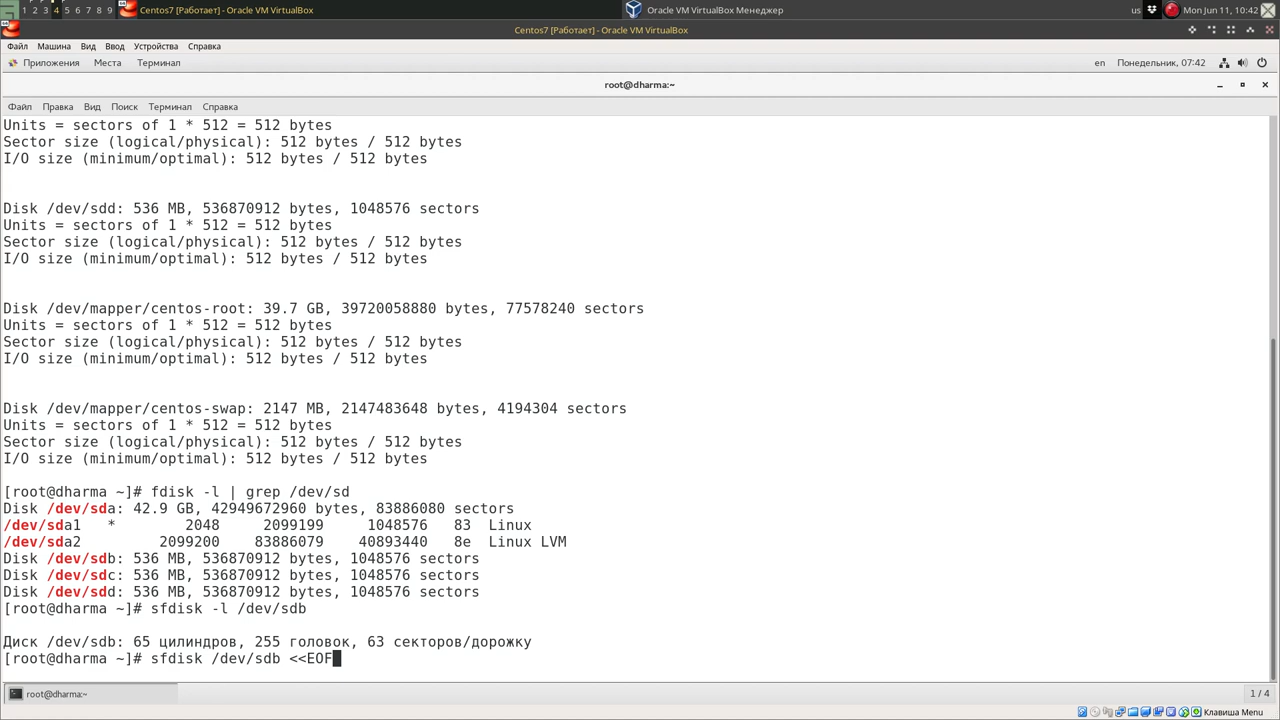 1 2 3 4 5 6 7 8 9 Centos7 [Работает] - Oracle VM VirtualBox Oracle VM VirtualBox Менеджер us Mon Jun 11, 10:42
Centos7 [Работает] - Oracle VM VirtualBox
Файл Машина Вид Ввод Устройства Справка
Приложения Места Терминал en Понедельник, 07:42
root@dharma:~
Файл Правка Вид Поиск Терминал Справка
Units = sectors of 1 * 512 = 512 bytes
Sector size (logical/physical): 512 bytes / 512 bytes
I/O size (minimum/optimal): 512 bytes / 512 bytes
Disk /dev/sdd: 536 MB, 536870912 bytes, 1048576 sectors
Units = sectors of 1 * 512 = 512 bytes
Sector size (logical/physical): 512 bytes / 512 bytes
I/O size (minimum/optimal): 512 bytes / 512 bytes
Disk /dev/mapper/centos-root: 39.7 GB, 39720058880 bytes, 77578240 sectors
Units = sectors of 1 * 512 = 512 bytes
Sector size (logical/physical): 512 bytes / 512 bytes
I/O size (minimum/optimal): 512 bytes / 512 bytes
Disk /dev/mapper/centos-swap: 2147 MB, 2147483648 bytes, 4194304 sectors
Units = sectors of 1 * 512 = 512 bytes
Sector size (logical/physical): 512 bytes / 512 bytes
I/O size (minimum/optimal): 512 bytes / 512 bytes
[root@dharma ~]# fdisk -l | grep /dev/sd
Disk /dev/sda: 42.9 GB, 42949672960 bytes, 83886080 sectors
/dev/sda1 * 2048 2099199 1048576 83 Linux
/dev/sda2 2099200 83886079 40893440 8e Linux LVM
Disk /dev/sdb: 536 MB, 536870912 bytes, 1048576 sectors
Disk /dev/sdc: 536 MB, 536870912 bytes, 1048576 sectors
Disk /dev/sdd: 536 MB, 536870912 bytes, 1048576 sectors
[root@dharma ~]# sfdisk -l /dev/sdb
Диск /dev/sdb: 65 цилиндров, 255 головок, 63 секторов/дорожку
[root@dharma ~]# sfdisk /dev/sdb <<EOF
root@dharma:~ 1 / 4
Клавиша Menu